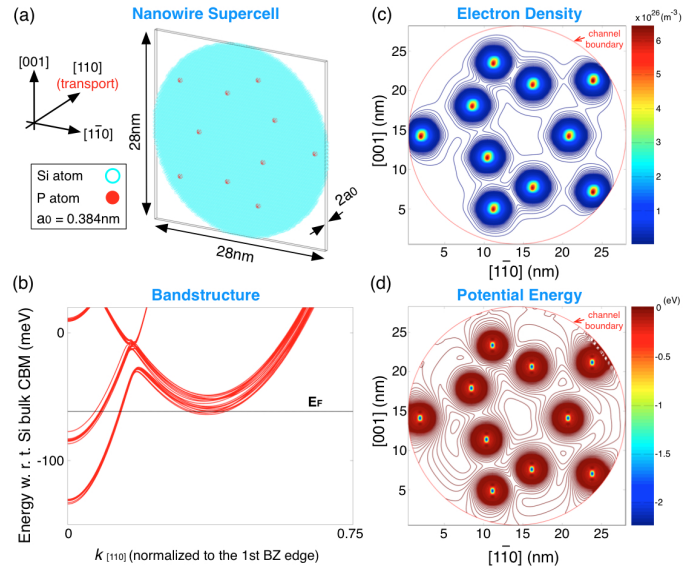 (a)
Nanowire Supercell
[001]
[110]
(transport)
[11̅0]
Si atom
P atom
a0 = 0.384nm
28nm
28nm
2a0
(b)
Bandstructure
Energy w. r. t. Si bulk CBM (meV)
0
-100
EF
0
0.75
k [110] (normalized to the 1st BZ edge)
(c)
Electron Density
x 10²⁶(m⁻³)
channel
boundary
[001] (nm)
25
20
15
10
5
5
10
15
20
25
[11̅0] (nm)
6
5
4
3
2
1
0
(d)
Potential Energy
(eV)
channel
boundary
[001] (nm)
25
20
15
10
5
5
10
15
20
25
[11̅0] (nm)
0
-0.5
-1
-1.5
-2